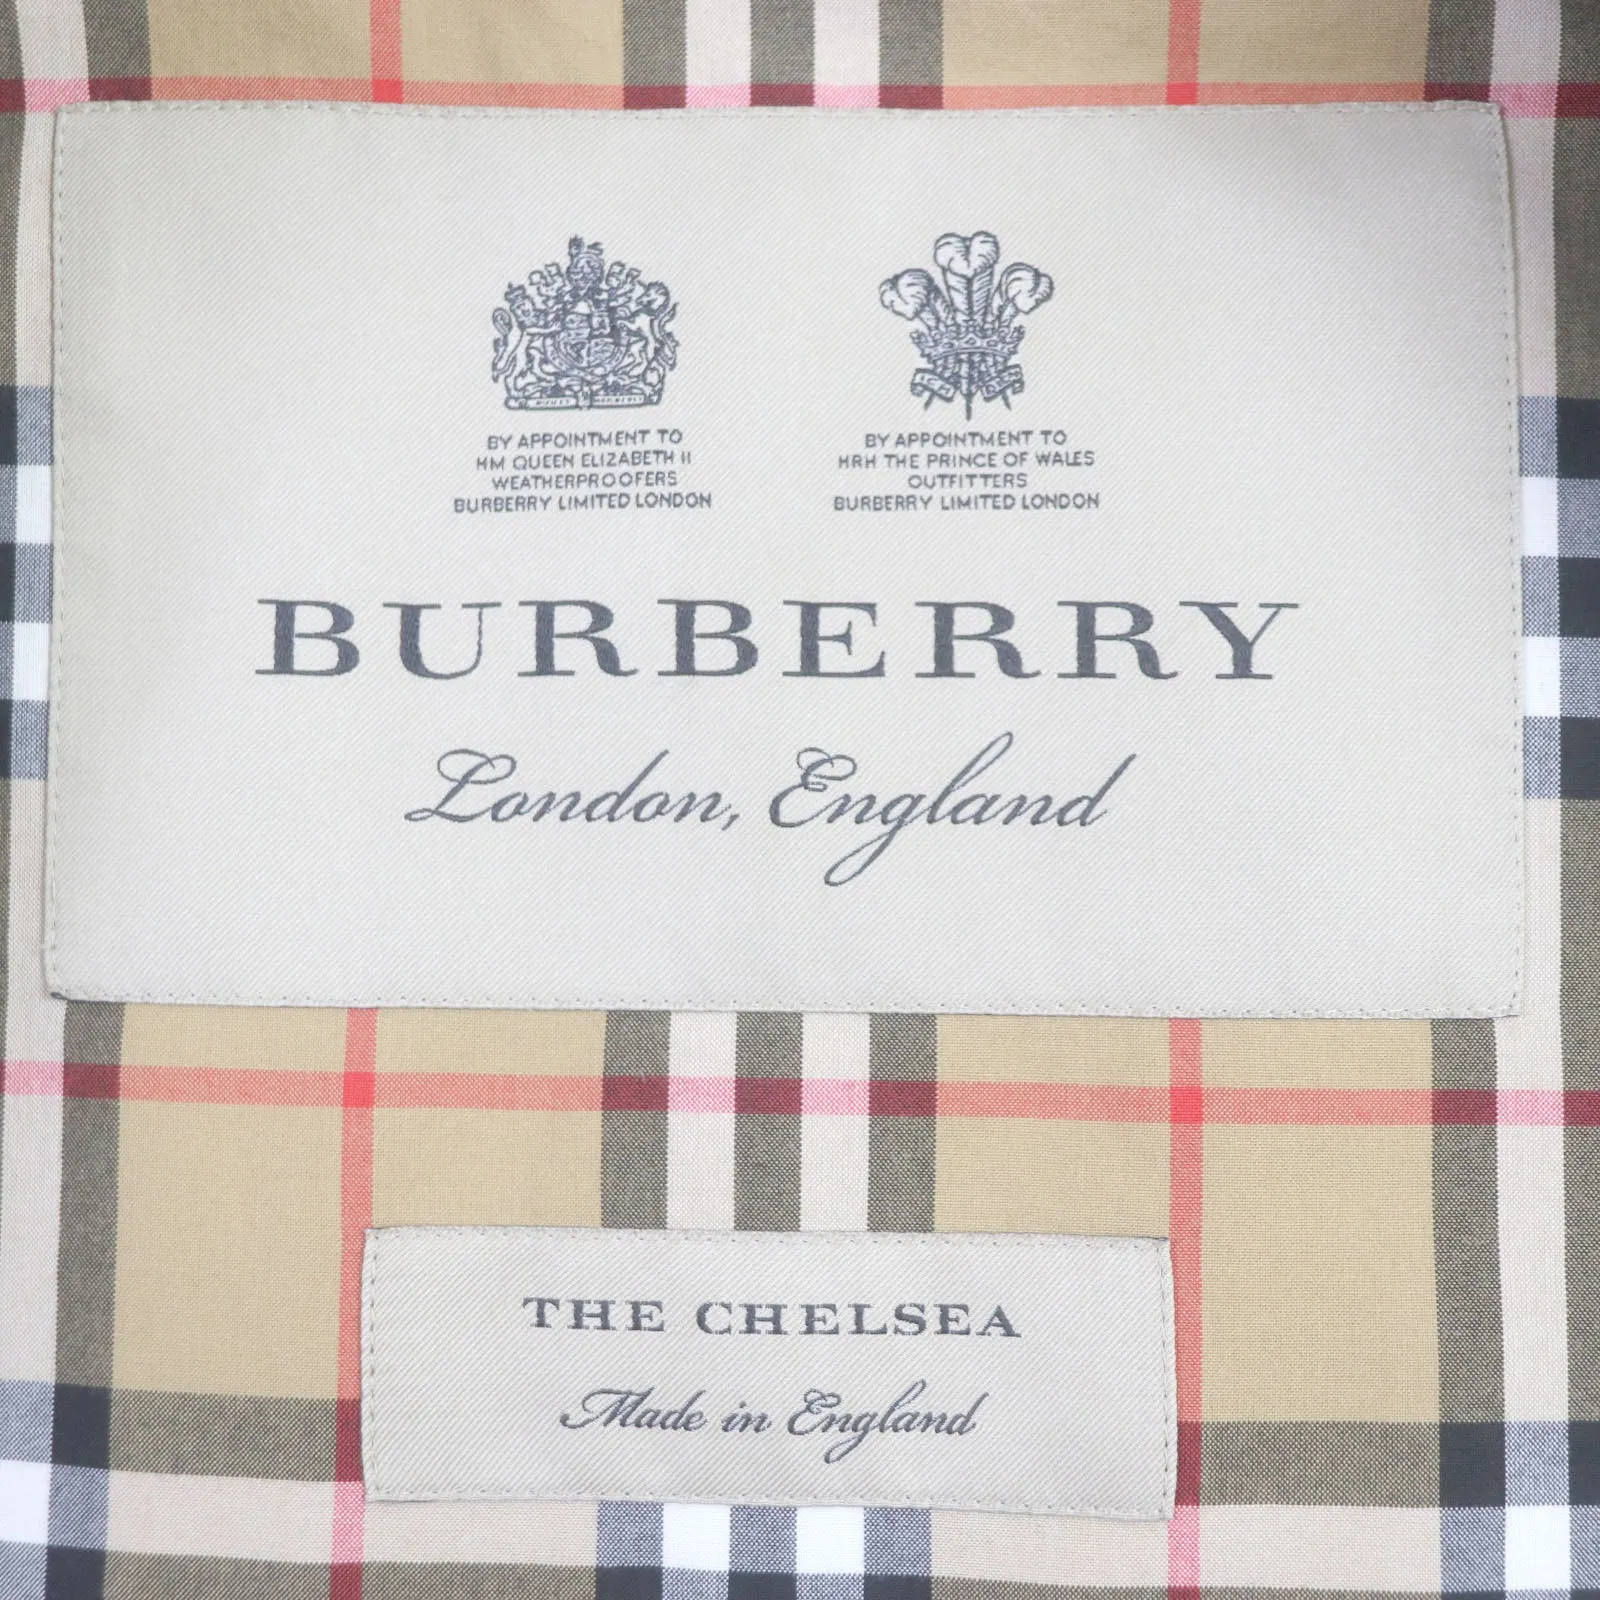 BY APPOINTMENT TO
HM QUEEN ELIZABETH II
WEATHERPROOFERS
BURBERRY LIMITED LONDON
BY APPOINTMENT TO
HRH THE PRINCE OF WALES
OUTFITTERS
BURBERRY LIMITED LONDON
BURBERRY
London, England
THE CHELSEA
Made in England